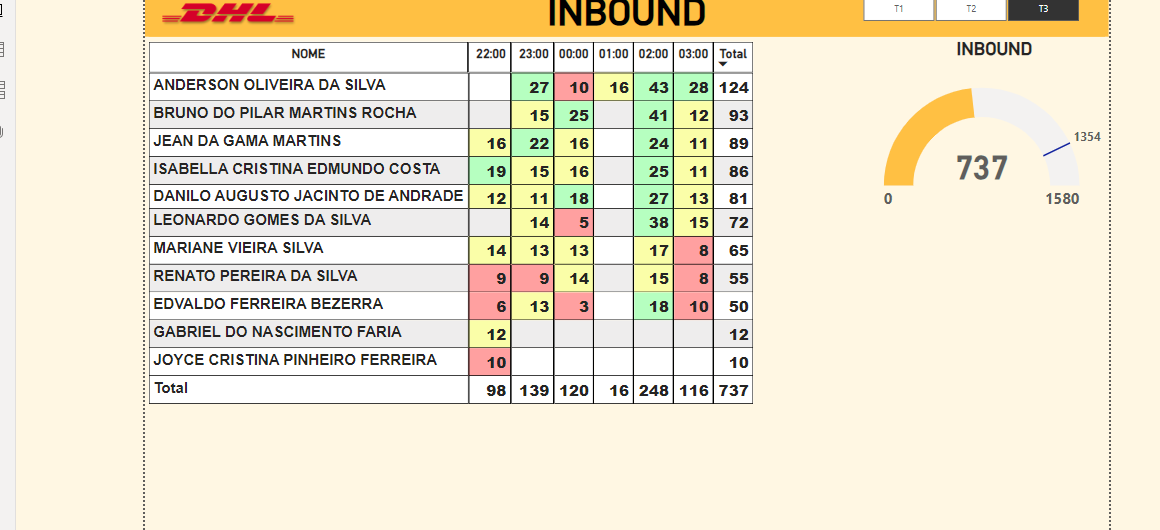 DHL INBOUND T1 T2 T3
NOME 22:00 23:00 00:00 01:00 02:00 03:00 Total
ANDERSON OLIVEIRA DA SILVA 27 10 16 43 28 124
BRUNO DO PILAR MARTINS ROCHA 15 25 41 12 93
JEAN DA GAMA MARTINS 16 22 16 24 11 89
ISABELLA CRISTINA EDMUNDO COSTA 19 15 16 25 11 86
DANILO AUGUSTO JACINTO DE ANDRADE 12 11 18 27 13 81
LEONARDO GOMES DA SILVA 14 5 38 15 72
MARIANE VIEIRA SILVA 14 13 13 17 8 65
RENATO PEREIRA DA SILVA 9 9 14 15 8 55
EDVALDO FERREIRA BEZERRA 6 13 3 18 10 50
GABRIEL DO NASCIMENTO FARIA 12 12
JOYCE CRISTINA PINHEIRO FERREIRA 10 10
Total 98 139 120 16 248 116 737
INBOUND
1354
737
0 1580